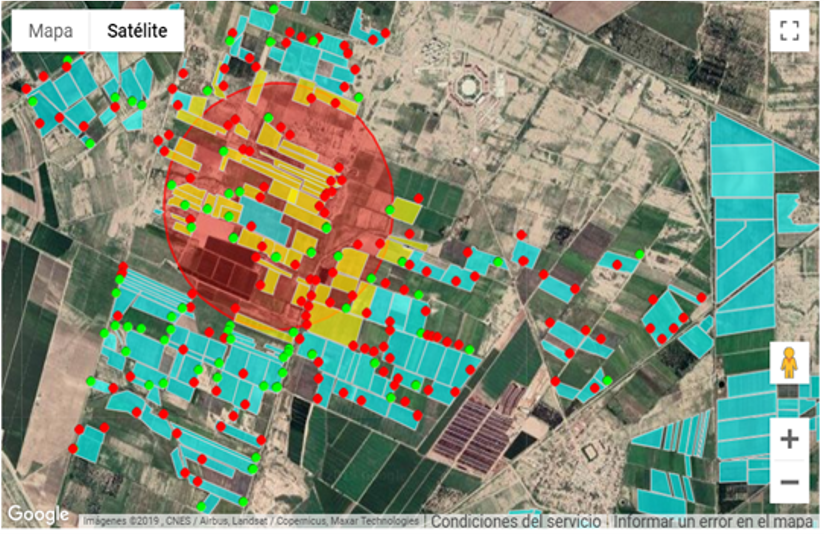 Mapa Satélite
Google
Imágenes ©2019 , CNES / Airbus, Landsat / Copernicus, Maxar Technologies Condiciones del servicio Informar un error en el mapa